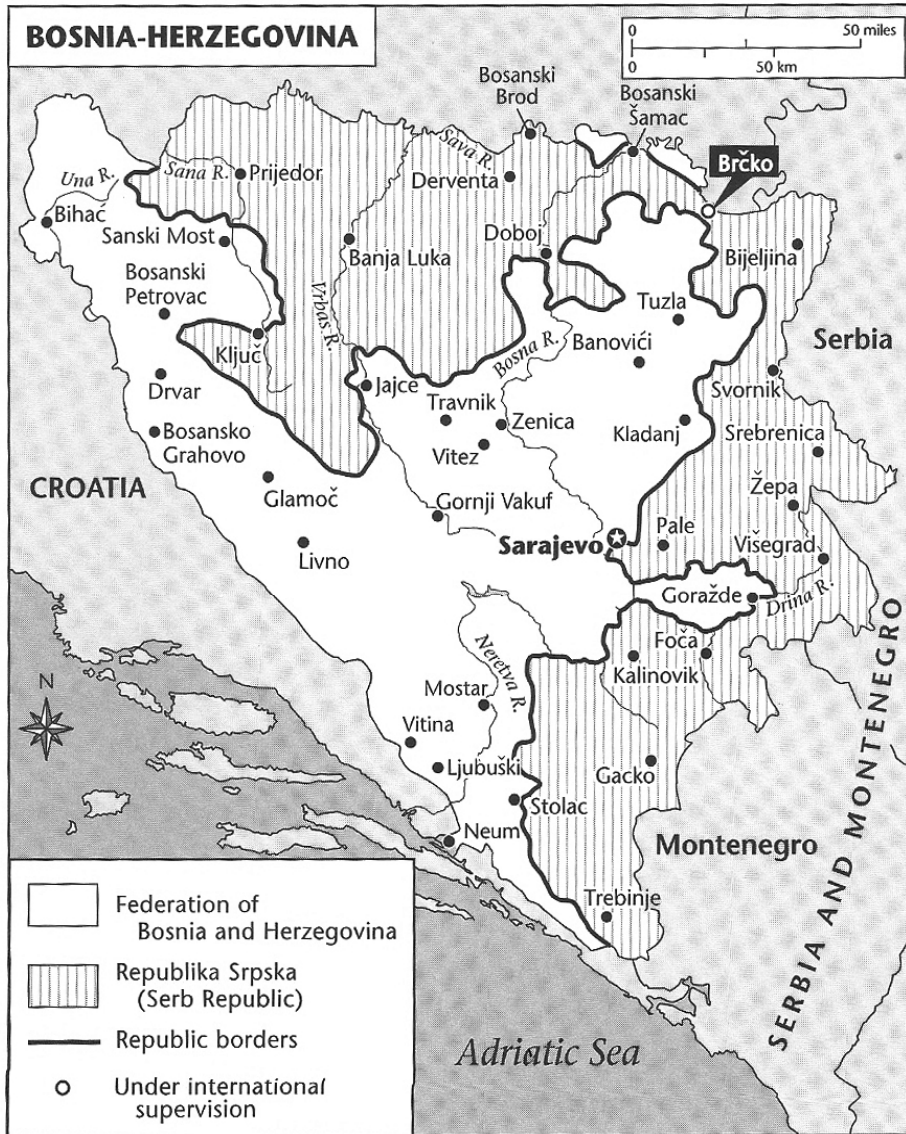 BOSNIA-HERZEGOVINA
0 50 miles
0 50 km
Bosanski
Brod
Bosanski
Šamac
Brčko
Sava R.
Una R.
Sana R.
Prijedor
Derventa
Bihać
Sanski Most
Banja Luka
Doboj
Bijeljina
Bosanski
Petrovac
Vrbas R.
Tuzla
Bosna R.
Banovići
Serbia
Ključ
Drvar
Jajce
Svornik
Travnik
Zenica
Kladanj
Srebrenica
Bosansko
Grahovo
Vitez
CROATIA
Glamoč
Žepa
Gornji Vakuf
Livno
Sarajevo
Pale
Višegrad
Goražde
Drina R.
Foča
Kalinovik
Neretva R.
N
Mostar
Vitina
Ljubuški
Gacko
Stolac
Neum
Montenegro
SERBIA AND MONTENEGRO
Trebinje
Adriatic Sea
Federation of
Bosnia and Herzegovina
Republika Srpska
(Serb Republic)
Republic borders
Under international
supervision